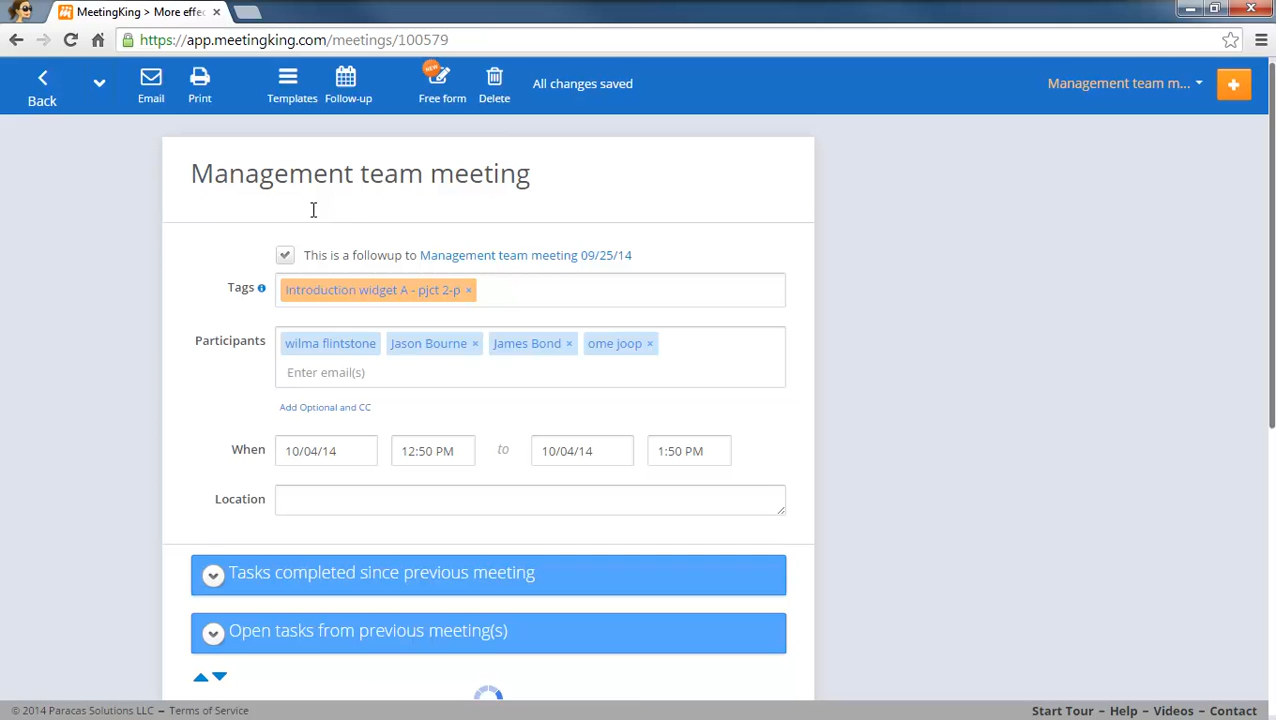 MeetingKing > More effec
https://app.meetingking.com/meetings/100579
Back
Email
Print
Templates
Follow-up
NEW
Free form
Delete
All changes saved
Management team m...
Management team meeting
This is a followup to Management team meeting 09/25/14
Tags
Introduction widget A - pjct 2-p ×
Participants
wilma flintstone Jason Bourne × James Bond × ome joop ×
Enter email(s)
Add Optional and CC
When 10/04/14 12:50 PM to 10/04/14 1:50 PM
Location
Tasks completed since previous meeting
Open tasks from previous meeting(s)
© 2014 Paracas Solutions LLC – Terms of Service
Start Tour – Help – Videos – Contact